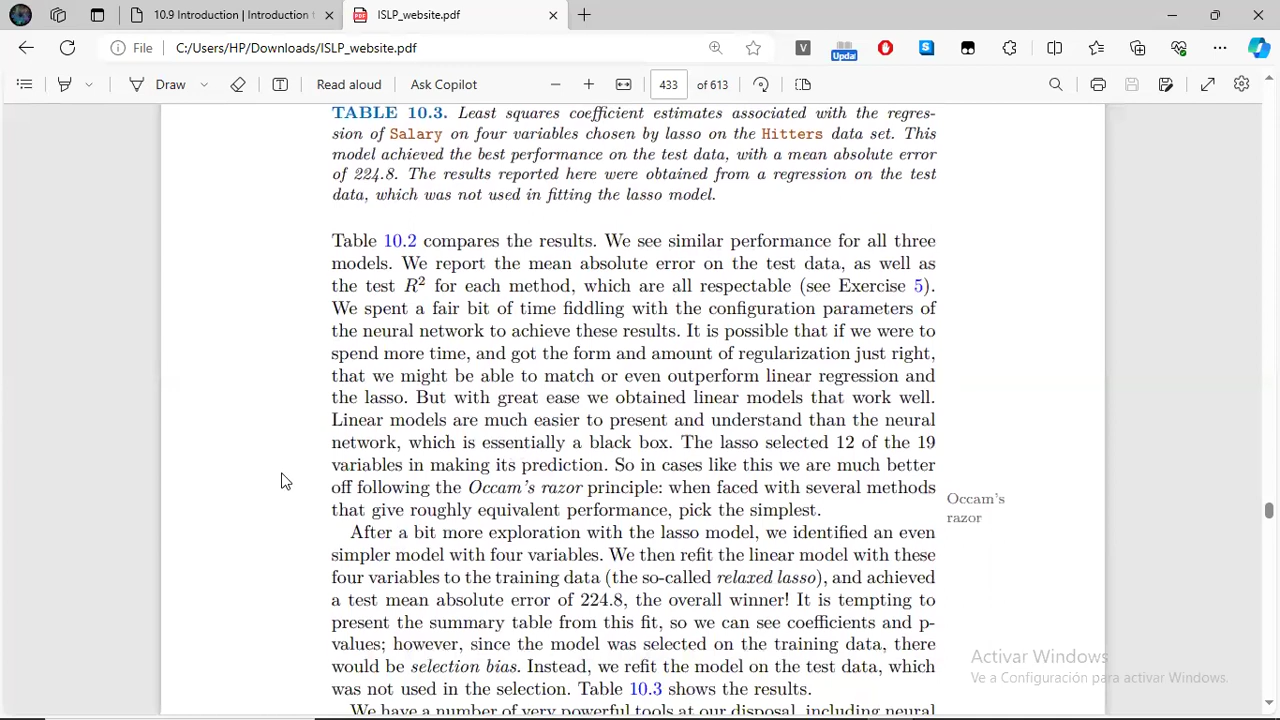 10.9 Introduction | Introduction t
ISLP_website.pdf
File
C:/Users/HP/Downloads/ISLP_website.pdf
Updat
Draw
Read aloud
Ask Copilot
433
of 613
TABLE 10.3. Least squares coefficient estimates associated with the regres-
sion of Salary on four variables chosen by lasso on the Hitters data set. This
model achieved the best performance on the test data, with a mean absolute error
of 224.8. The results reported here were obtained from a regression on the test
data, which was not used in fitting the lasso model.
Table 10.2 compares the results. We see similar performance for all three
models. We report the mean absolute error on the test data, as well as
the test R² for each method, which are all respectable (see Exercise 5).
We spent a fair bit of time fiddling with the configuration parameters of
the neural network to achieve these results. It is possible that if we were to
spend more time, and got the form and amount of regularization just right,
that we might be able to match or even outperform linear regression and
the lasso. But with great ease we obtained linear models that work well.
Linear models are much easier to present and understand than the neural
network, which is essentially a black box. The lasso selected 12 of the 19
variables in making its prediction. So in cases like this we are much better
off following the Occam's razor principle: when faced with several methods
that give roughly equivalent performance, pick the simplest.
Occam's
razor
After a bit more exploration with the lasso model, we identified an even
simpler model with four variables. We then refit the linear model with these
four variables to the training data (the so-called relaxed lasso), and achieved
a test mean absolute error of 224.8, the overall winner! It is tempting to
present the summary table from this fit, so we can see coefficients and p-
values; however, since the model was selected on the training data, there
would be selection bias. Instead, we refit the model on the test data, which
was not used in the selection. Table 10.3 shows the results.
We have a number of very powerful tools at our disposal, including neural
Activar Windows
Ve a Configuración para activar Windows.